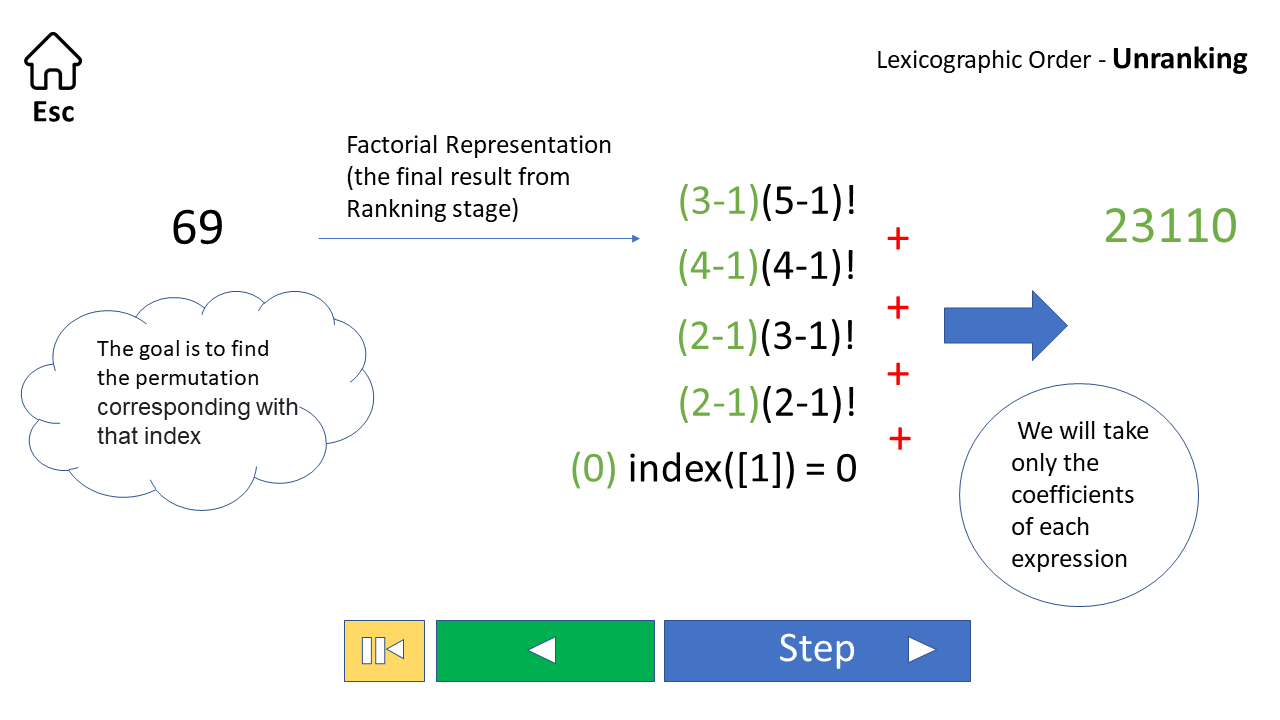 Esc
Lexicographic Order - Unranking
Factorial Representation
(the final result from
Rankning stage)
69
(3-1)(5-1)!
+
(4-1)(4-1)!
+
(2-1)(3-1)!
+
(2-1)(2-1)!
+
(0) index([1]) = 0
23110
The goal is to find
the permutation
corresponding with
that index
We will take
only the
coefficients
of each
expression
Step